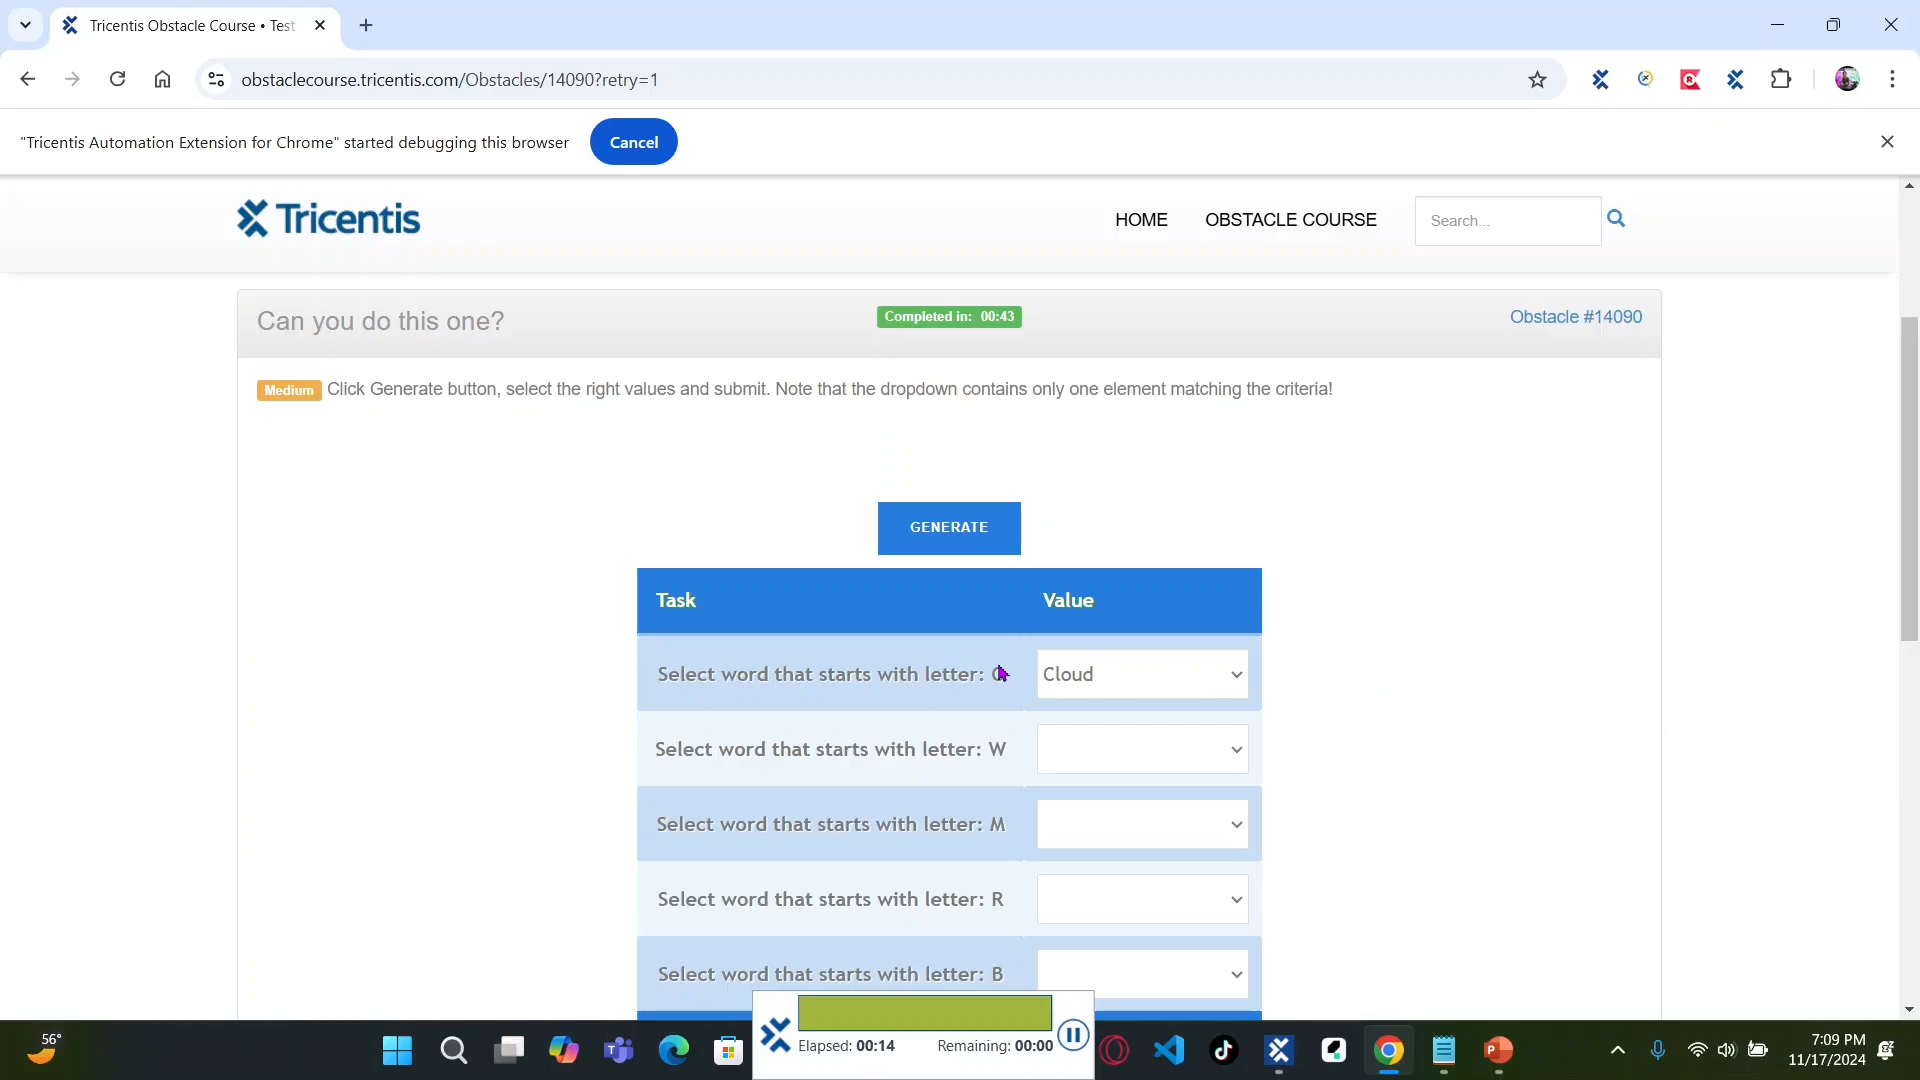 Tricentis Obstacle Course • Test
obstaclecourse.tricentis.com/Obstacles/14090?retry=1
"Tricentis Automation Extension for Chrome" started debugging this browser
Cancel
Tricentis
HOME
OBSTACLE COURSE
Search...
Can you do this one?
Completed in: 00:43
Obstacle #14090
Medium Click Generate button, select the right values and submit. Note that the dropdown contains only one element matching the criteria!
GENERATE
Task Value
Select word that starts with letter: Cloud
Select word that starts with letter: W
Select word that starts with letter: M
Select word that starts with letter: R
Select word that starts with letter: B
Elapsed: 00:14 Remaining: 00:00
56°
7:09 PM
11/17/2024